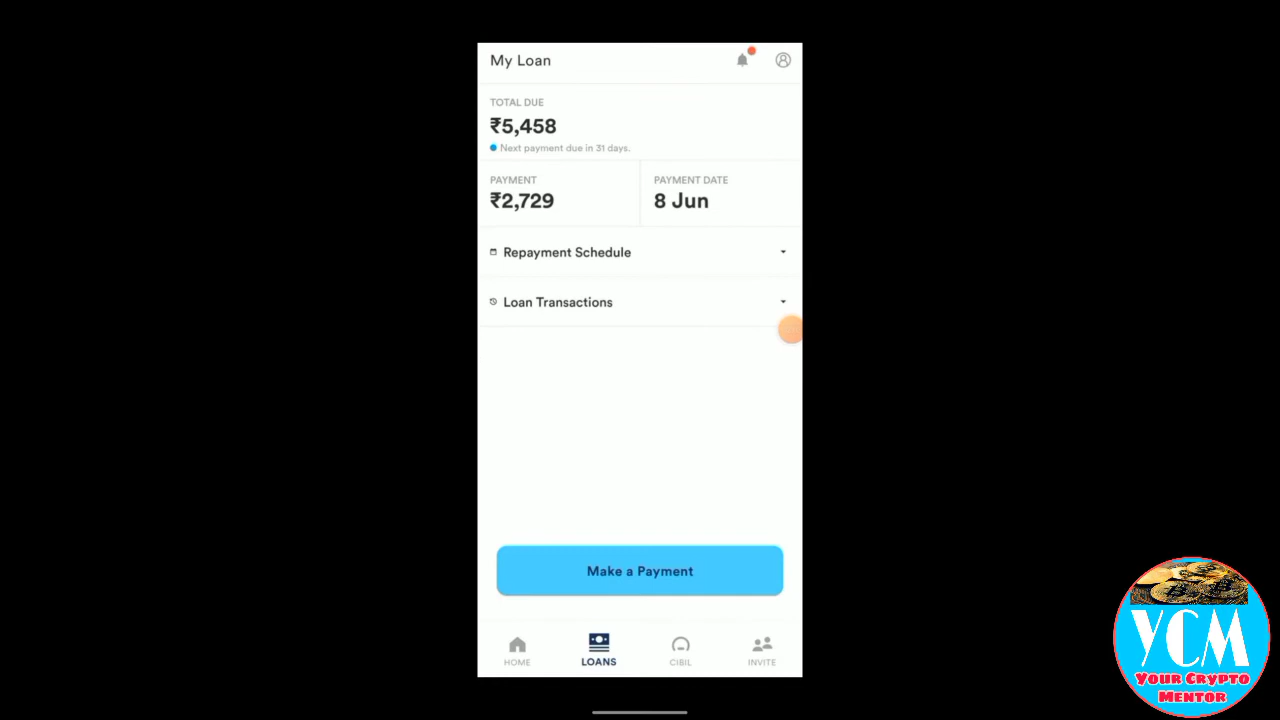 My Loan
TOTAL DUE
₹5,458
Next payment due in 31 days.
PAYMENT
₹2,729
PAYMENT DATE
8 Jun
Repayment Schedule
Loan Transactions
Make a Payment
HOME
LOANS
CIBIL
INVITE
YCM
Your Crypto
Mentor